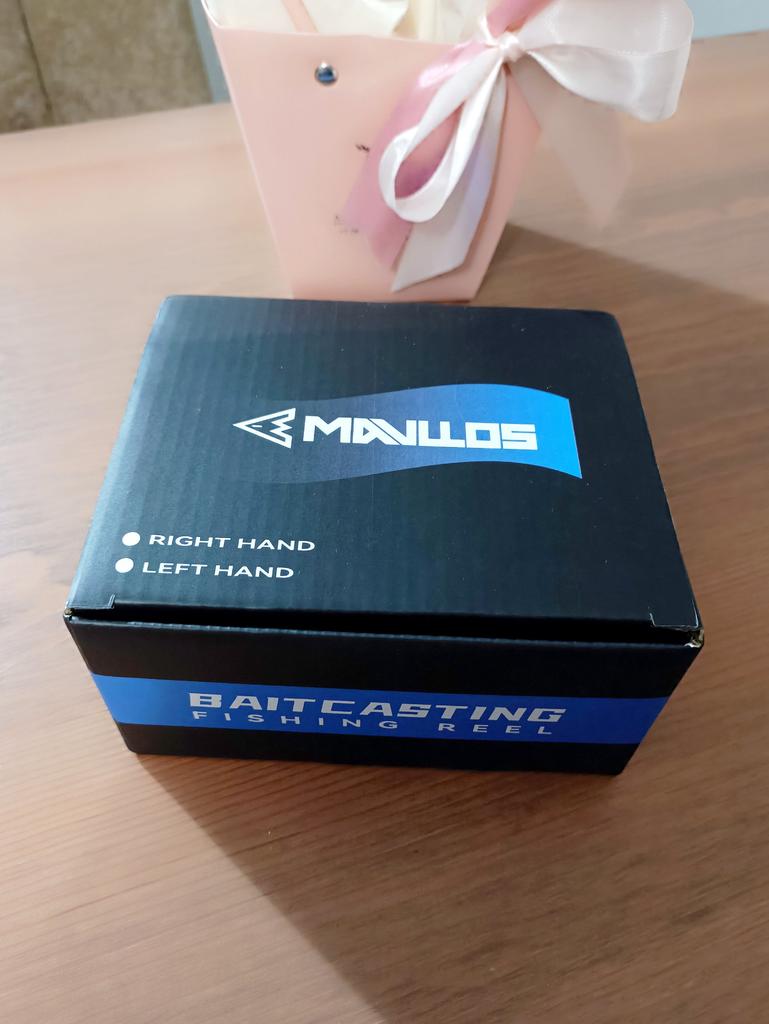 MAVLLOS
RIGHT HAND
LEFT HAND
BAITCASTING
FISHING REEL